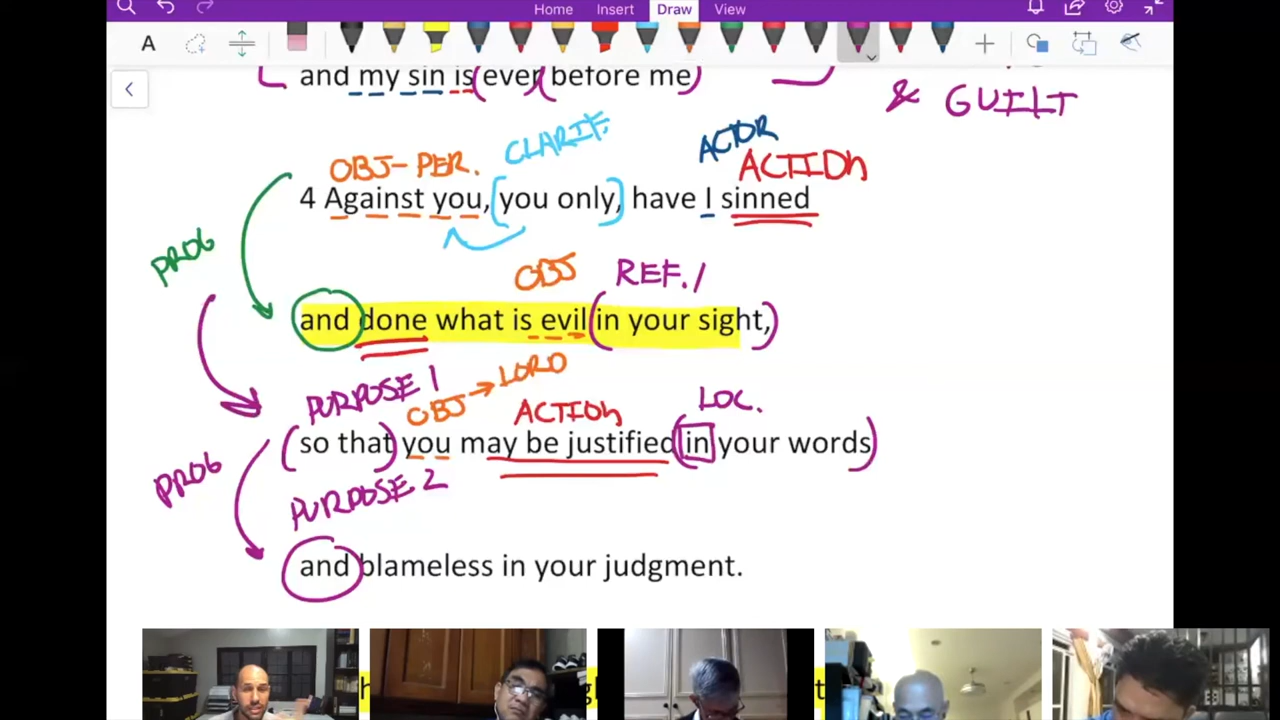 Home Insert Draw View
A
and my sin is (ever (before me)
& GUILT
OBJ-PER. CLARIF. ACTOR ACTION
4 Against you, (you only,) have I sinned
PROG
OBJ REF./
and done what is evil (in your sight,)
PURPOSE 1 OBJ → LORD ACTION LOC.
(so that) you may be justified (in your words)
PROG
PURPOSE 2
and blameless in your judgment.